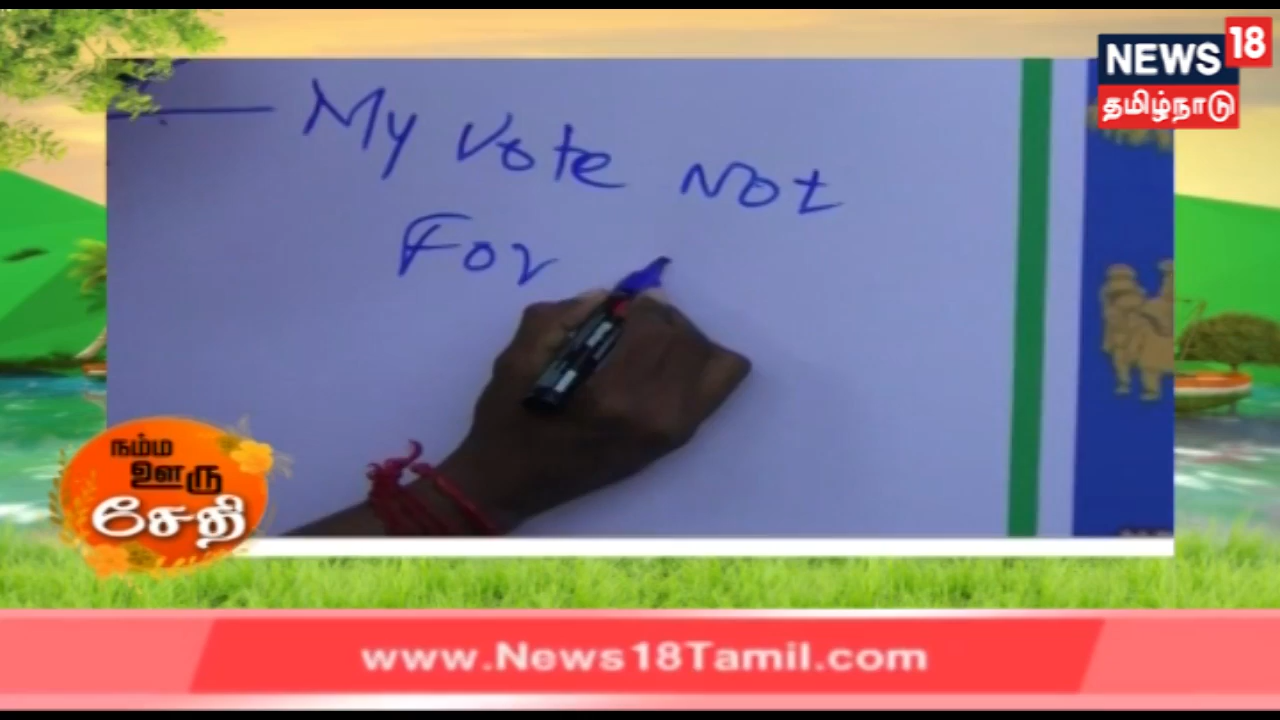 NEWS 18
தமிழ்நாடு
My vote Not
For
நம்ம
ஊரு
சேதி
www.News18Tamil.com